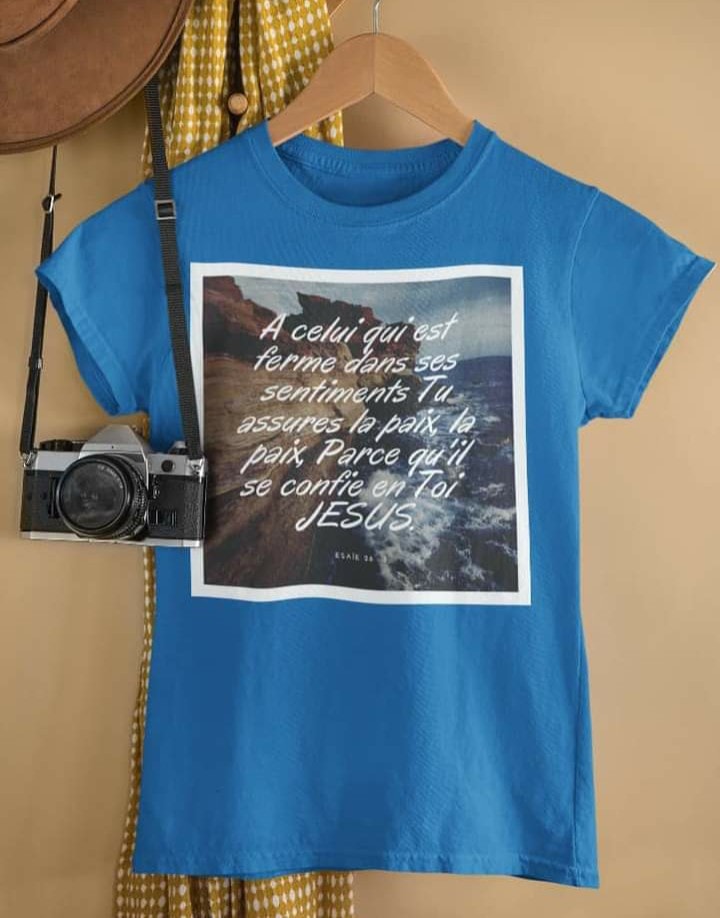 A celui qui est
ferme dans ses
sentiments Tu
assures la paix, la
paix, Parce qu'il
se confie en Toi
JESUS.
ESAÏE 26